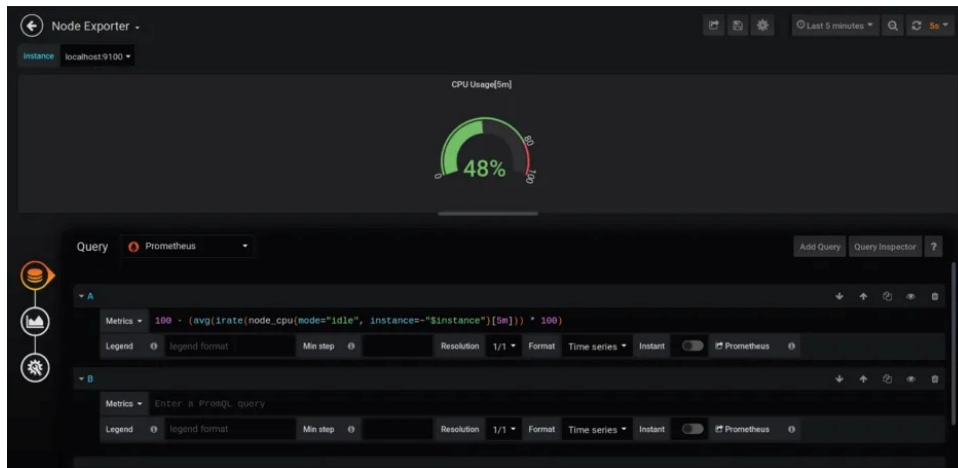 Node Exporter
Last 5 minutes 5s
instance localhost:9100
CPU Usage[5m]
80
48%
0 100
Query Prometheus Add Query Query Inspector ?
A
Metrics 100 - (avg(irate(node_cpu{mode="idle", instance=~"$instance"}[5m])) * 100)
Legend legend format Min step Resolution 1/1 Format Time series Instant Prometheus
B
Metrics Enter a PromQL query
Legend legend format Min step Resolution 1/1 Format Time series Instant Prometheus